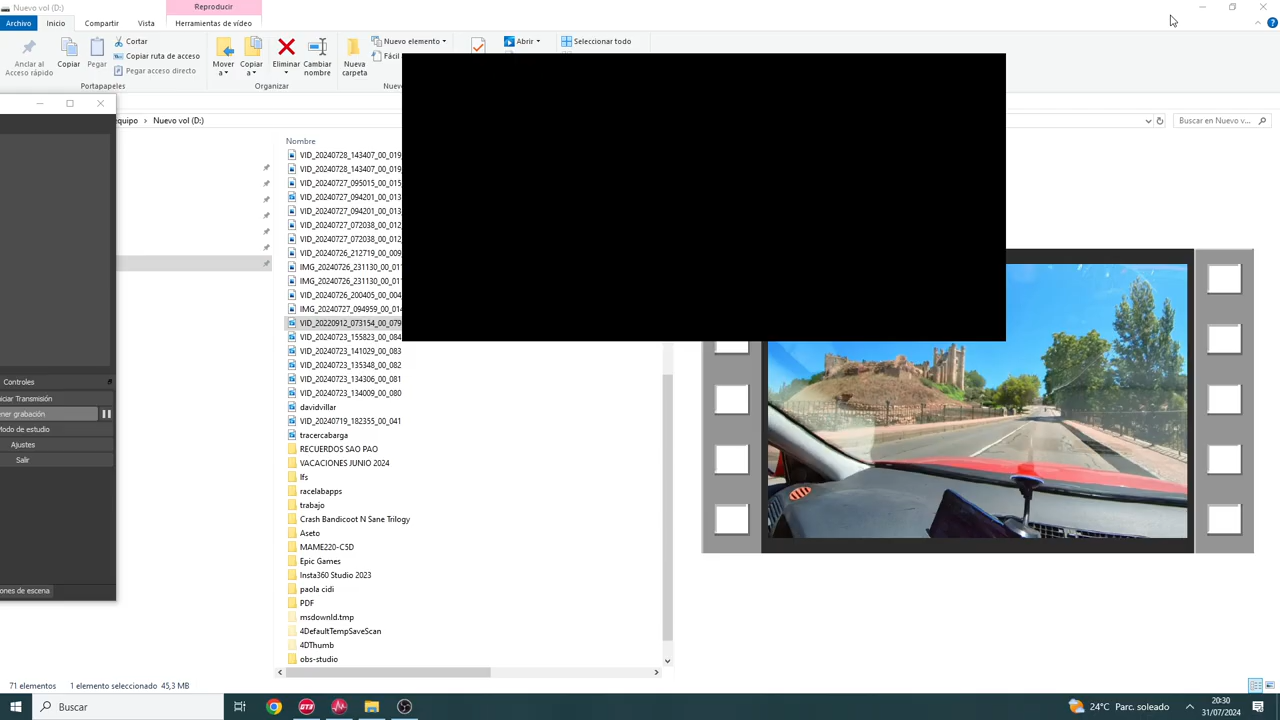 Nuevo vol (D:)
Reproducir
Archivo
Inicio
Compartir
Vista
Herramientas de vídeo
Anclar al
Acceso rápido
Copiar
Pegar
Cortar
Copiar ruta de acceso
Pegar acceso directo
Portapapeles
Mover
a
Copiar
a
Eliminar
Cambiar
nombre
Organizar
Nueva
carpeta
Nuevo elemento
Fácil
Nuev
Abrir
Seleccionar todo
equipo
Nuevo vol (D:)
Buscar en Nuevo v...
Nombre
VID_20240728_143407_00_019
VID_20240728_143407_00_019
VID_20240727_095015_00_015
VID_20240727_094201_00_013
VID_20240727_094201_00_013
VID_20240727_072038_00_012
VID_20240727_072038_00_012
VID_20240726_212719_00_009
IMG_20240726_231130_00_011
IMG_20240726_231130_00_011
VID_20240726_200405_00_004
IMG_20240727_094959_00_014
VID_20220912_073154_00_079
VID_20240723_155823_00_084
VID_20240723_141029_00_083
VID_20240723_135348_00_082
VID_20240723_134306_00_081
VID_20240723_134009_00_080
davidvillar
VID_20240719_182355_00_041
tracercabarga
RECUERDOS SAO PAO
VACACIONES JUNIO 2024
lfs
racelabapps
trabajo
Crash Bandicoot N Sane Trilogy
Aseto
MAME220-C5D
Epic Games
Insta360 Studio 2023
paola cidi
PDF
msdownld.tmp
4DefaultTempSaveScan
4DThumb
obs-studio
Controles
iciar Transmisión
ener grabación
Modo de estudio
Ajustes
Salir
ones de escena
71 elementos
1 elemento seleccionado 45,3 MB
Buscar
24°C Parc. soleado
20:30
31/07/2024